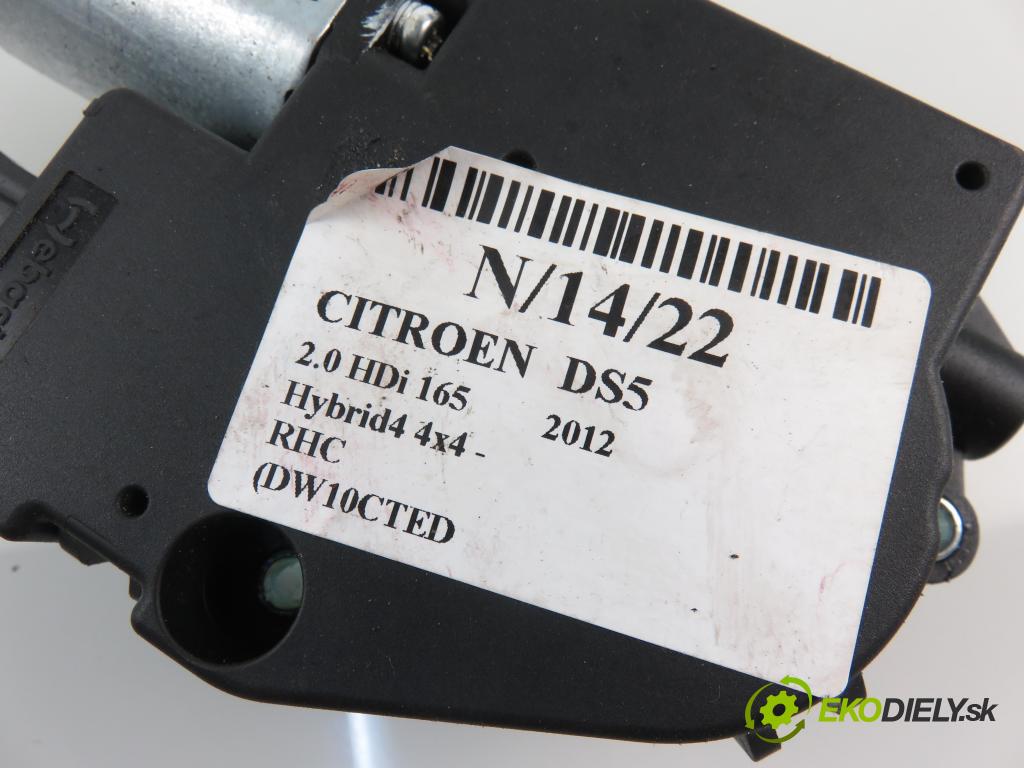 N/14/22
CITROEN DS5
2.0 HDi 165 2012
Hybrid4 4x4 -
RHC
(DW10CTED
EKODIELY.sk